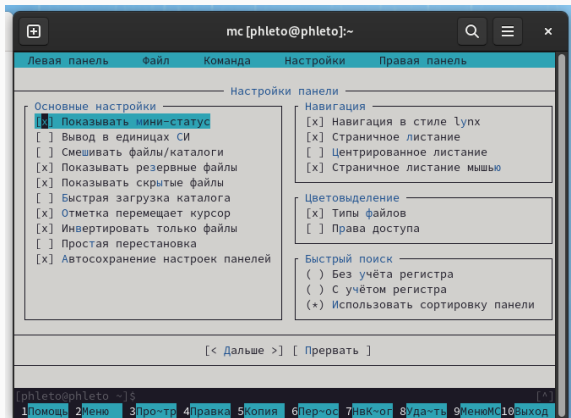 mc [phleto@phleto]:~
Левая панель Файл Команда Настройки Правая панель
Настройки панели
Основные настройки
[x] Показывать мини-статус
[ ] Вывод в единицах СИ
[ ] Смешивать файлы/каталоги
[x] Показывать резервные файлы
[x] Показывать скрытые файлы
[ ] Быстрая загрузка каталога
[x] Отметка перемещает курсор
[x] Инвертировать только файлы
[ ] Простая перестановка
[x] Автосохранение настроек панелей
Навигация
[x] Навигация в стиле lynx
[x] Страничное листание
[ ] Центрированное листание
[x] Страничное листание мышью
Цветовыделение
[x] Типы файлов
[ ] Права доступа
Быстрый поиск
( ) Без учёта регистра
( ) С учётом регистра
(*) Использовать сортировку панели
[< Дальше >] [ Прервать ]
[phleto@phleto ~]$ [^]
1Помощь 2Меню 3Про~тр 4Правка 5Копия 6Пер~ос 7НвК~ог 8Уда~ть 9МенюMC 10Выход